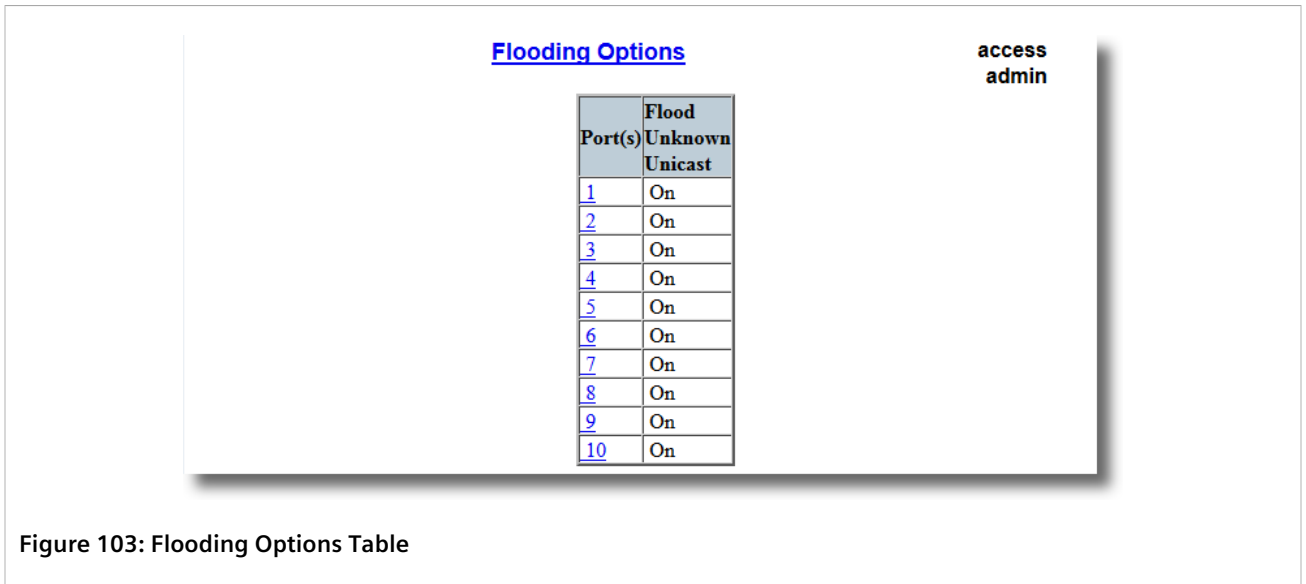 Flooding Options
access
admin
Port(s)
Flood
Unknown
Unicast
1 On
2 On
3 On
4 On
5 On
6 On
7 On
8 On
9 On
10 On
Figure 103: Flooding Options Table